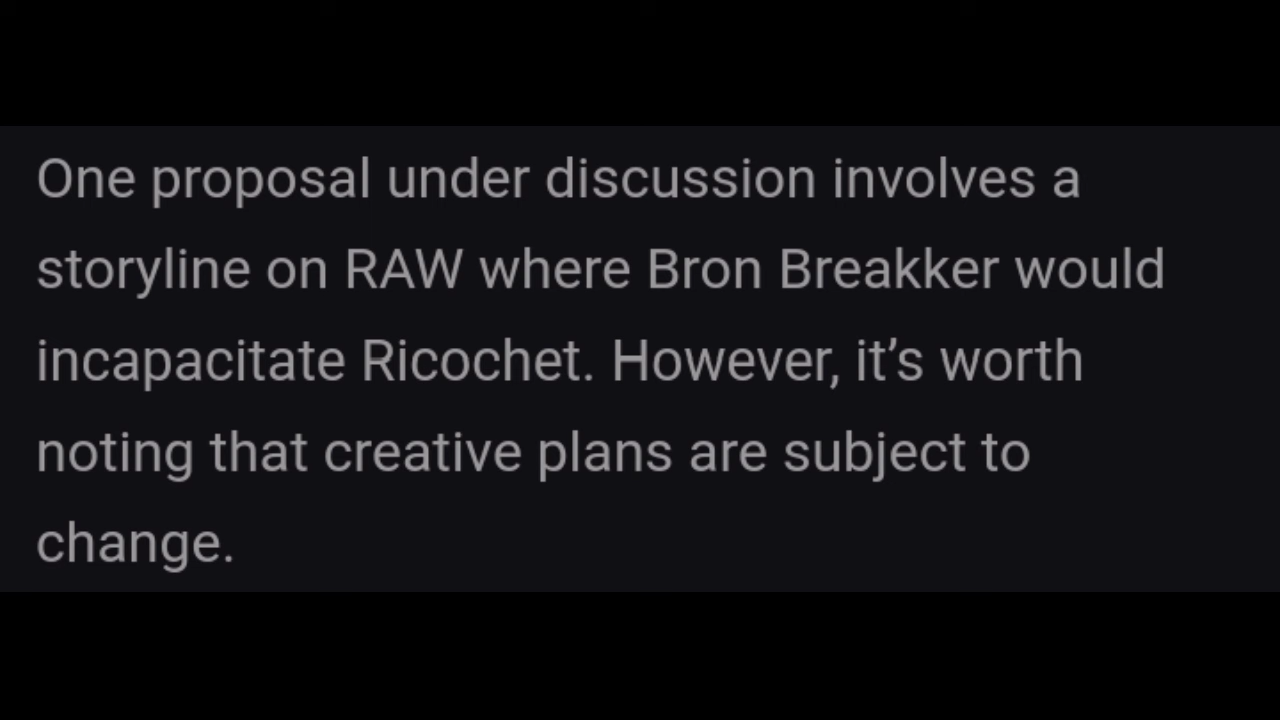 One proposal under discussion involves a
storyline on RAW where Bron Breakker would
incapacitate Ricochet. However, it’s worth
noting that creative plans are subject to
change.